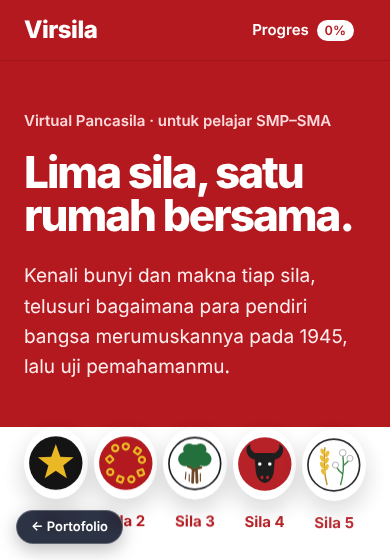 Virsila
Progres 0%
Virtual Pancasila · untuk pelajar SMP–SMA
Lima sila, satu
rumah bersama.
Kenali bunyi dan makna tiap sila,
telusuri bagaimana para pendiri
bangsa merumuskannya pada 1945,
lalu uji pemahamanmu.
la 2 Sila 3 Sila 4 Sila 5
← Portofolio